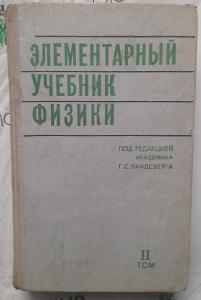 ЭЛЕМЕНТАРНЫЙ
УЧЕБНИК
ФИЗИКИ
ПОД РЕДАКЦИЕЙ
АКАДЕМИКА
Г. С. ЛАНДСБЕРГА
II
ТОМ